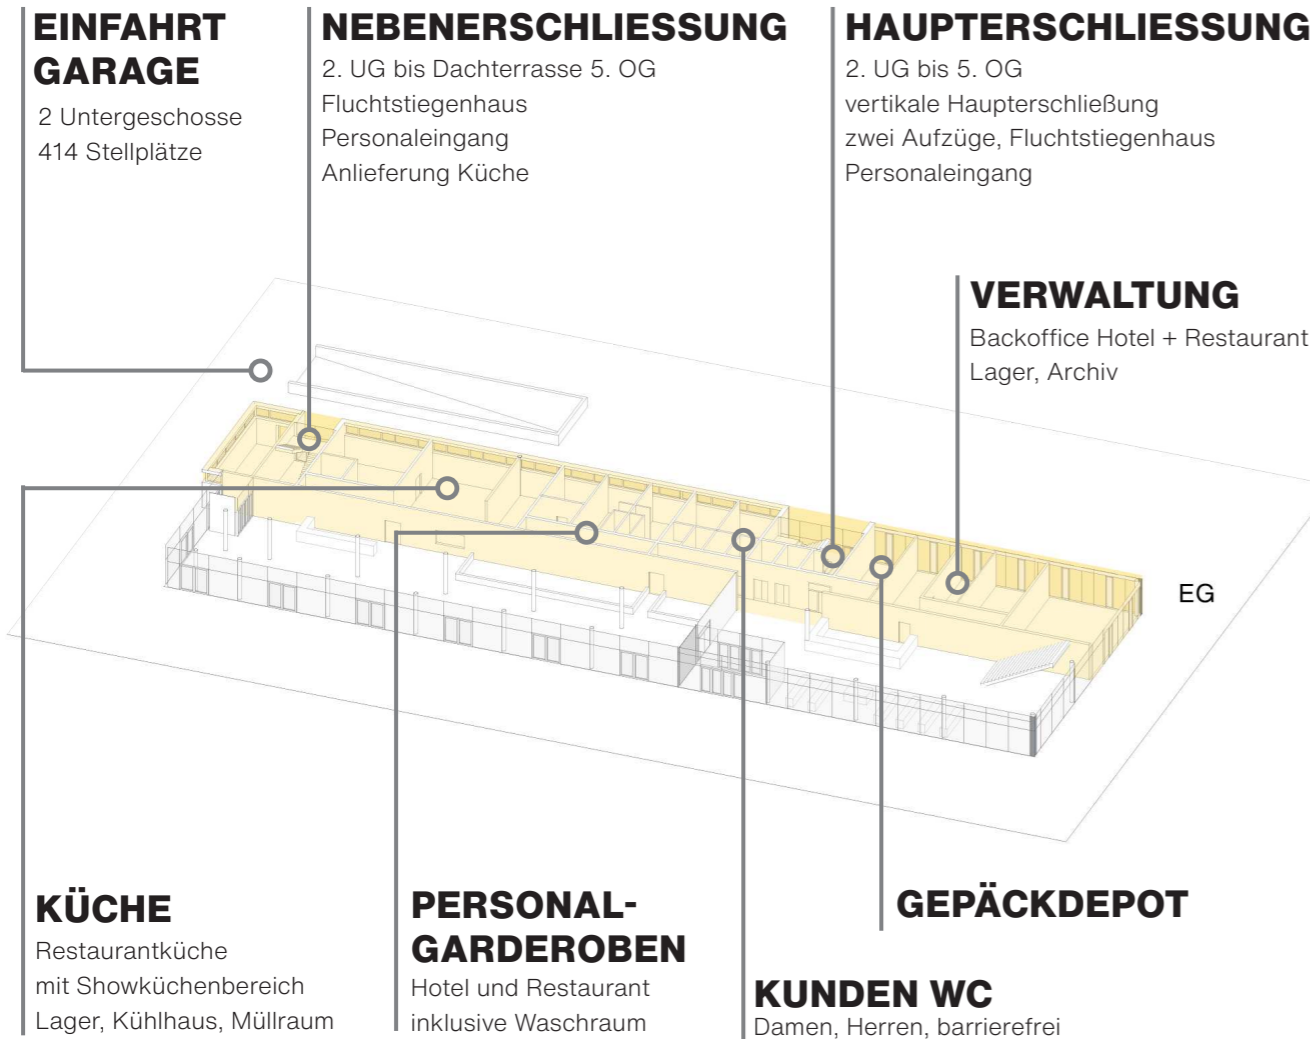 EINFAHRT
GARAGE
2 Untergeschosse
414 Stellplätze
NEBENERSCHLIESSUNG
2. UG bis Dachterrasse 5. OG
Fluchtstiegenhaus
Personaleingang
Anlieferung Küche
HAUPTERSCHLIESSUNG
2. UG bis 5. OG
vertikale Haupterschließung
zwei Aufzüge, Fluchtstiegenhaus
Personaleingang
VERWALTUNG
Backoffice Hotel + Restaurant
Lager, Archiv
EG
KÜCHE
Restaurantküche
mit Showküchenbereich
Lager, Kühlhaus, Müllraum
PERSONAL-
GARDEROBEN
Hotel und Restaurant
inklusive Waschraum
KUNDEN WC
Damen, Herren, barrierefrei
GEPÄCKDEPOT